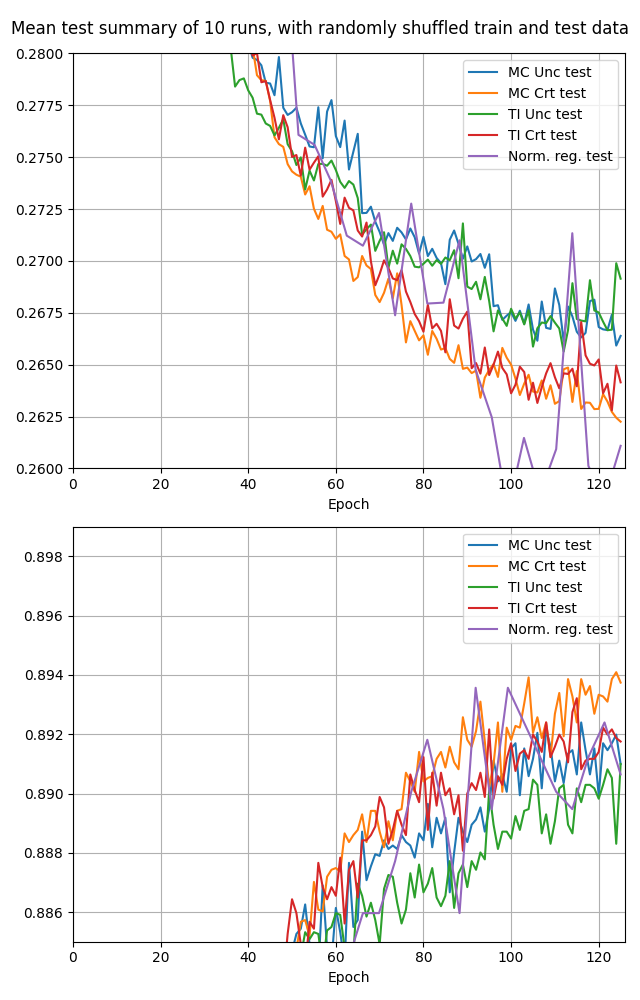 Mean test summary of 10 runs, with randomly shuffled train and test data
0.2800
0.2775
0.2750
0.2725
0.2700
0.2675
0.2650
0.2625
0.2600
MC Unc test
MC Crt test
TI Unc test
TI Crt test
Norm. reg. test
0 20 40 60 80 100 120
Epoch
0.898
0.896
0.894
0.892
0.890
0.888
0.886
MC Unc test
MC Crt test
TI Unc test
TI Crt test
Norm. reg. test
0 20 40 60 80 100 120
Epoch